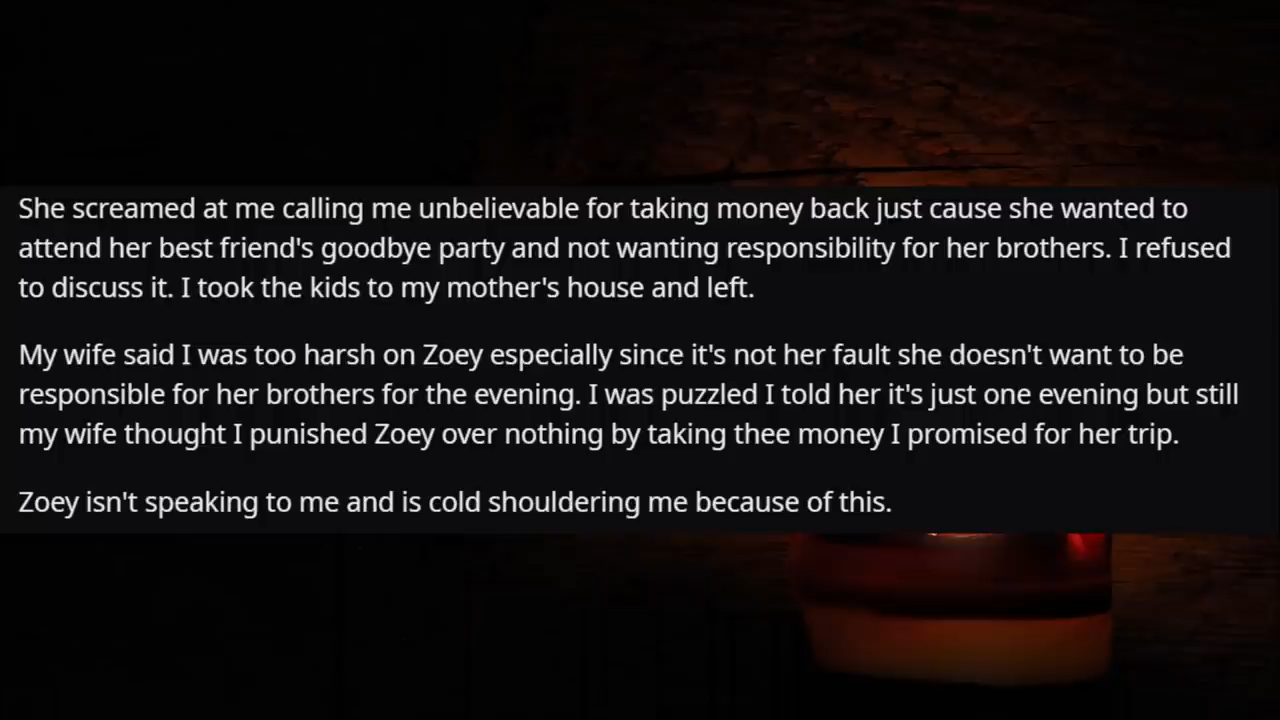 She screamed at me calling me unbelievable for taking money back just cause she wanted to
attend her best friend's goodbye party and not wanting responsibility for her brothers. I refused
to discuss it. I took the kids to my mother's house and left.
My wife said I was too harsh on Zoey especially since it's not her fault she doesn't want to be
responsible for her brothers for the evening. I was puzzled I told her it's just one evening but still
my wife thought I punished Zoey over nothing by taking thee money I promised for her trip.
Zoey isn't speaking to me and is cold shouldering me because of this.